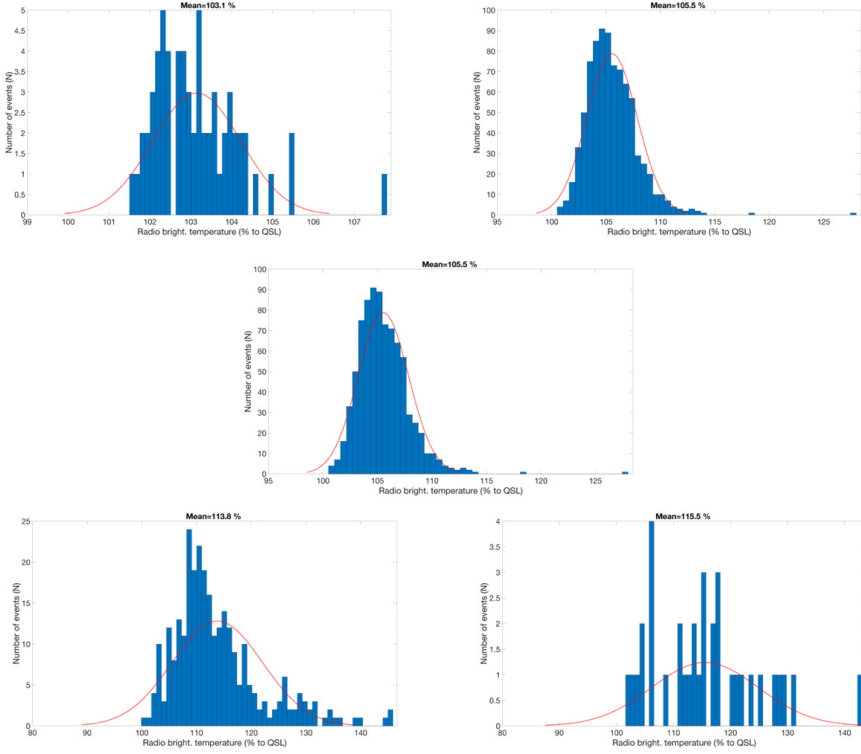 Mean=103.1 %
Number of events (N)
5
4.5
4
3.5
3
2.5
2
1.5
1
0.5
0
99 100 101 102 103 104 105 106 107
Radio bright. temperature (% to QSL)
Mean=105.5 %
Number of events (N)
100
90
80
70
60
50
40
30
20
10
0
95 100 105 110 115 120 125
Radio bright. temperature (% to QSL)
Mean=105.5 %
Number of events (N)
100
90
80
70
60
50
40
30
20
10
0
95 100 105 110 115 120 125
Radio bright. temperature (% to QSL)
Mean=113.8 %
Number of events (N)
25
20
15
10
5
0
80 90 100 110 120 130 140
Radio bright. temperature (% to QSL)
Mean=115.5 %
Number of events (N)
4
3.5
3
2.5
2
1.5
1
0.5
0
80 90 100 110 120 130 140
Radio bright. temperature (% to QSL)